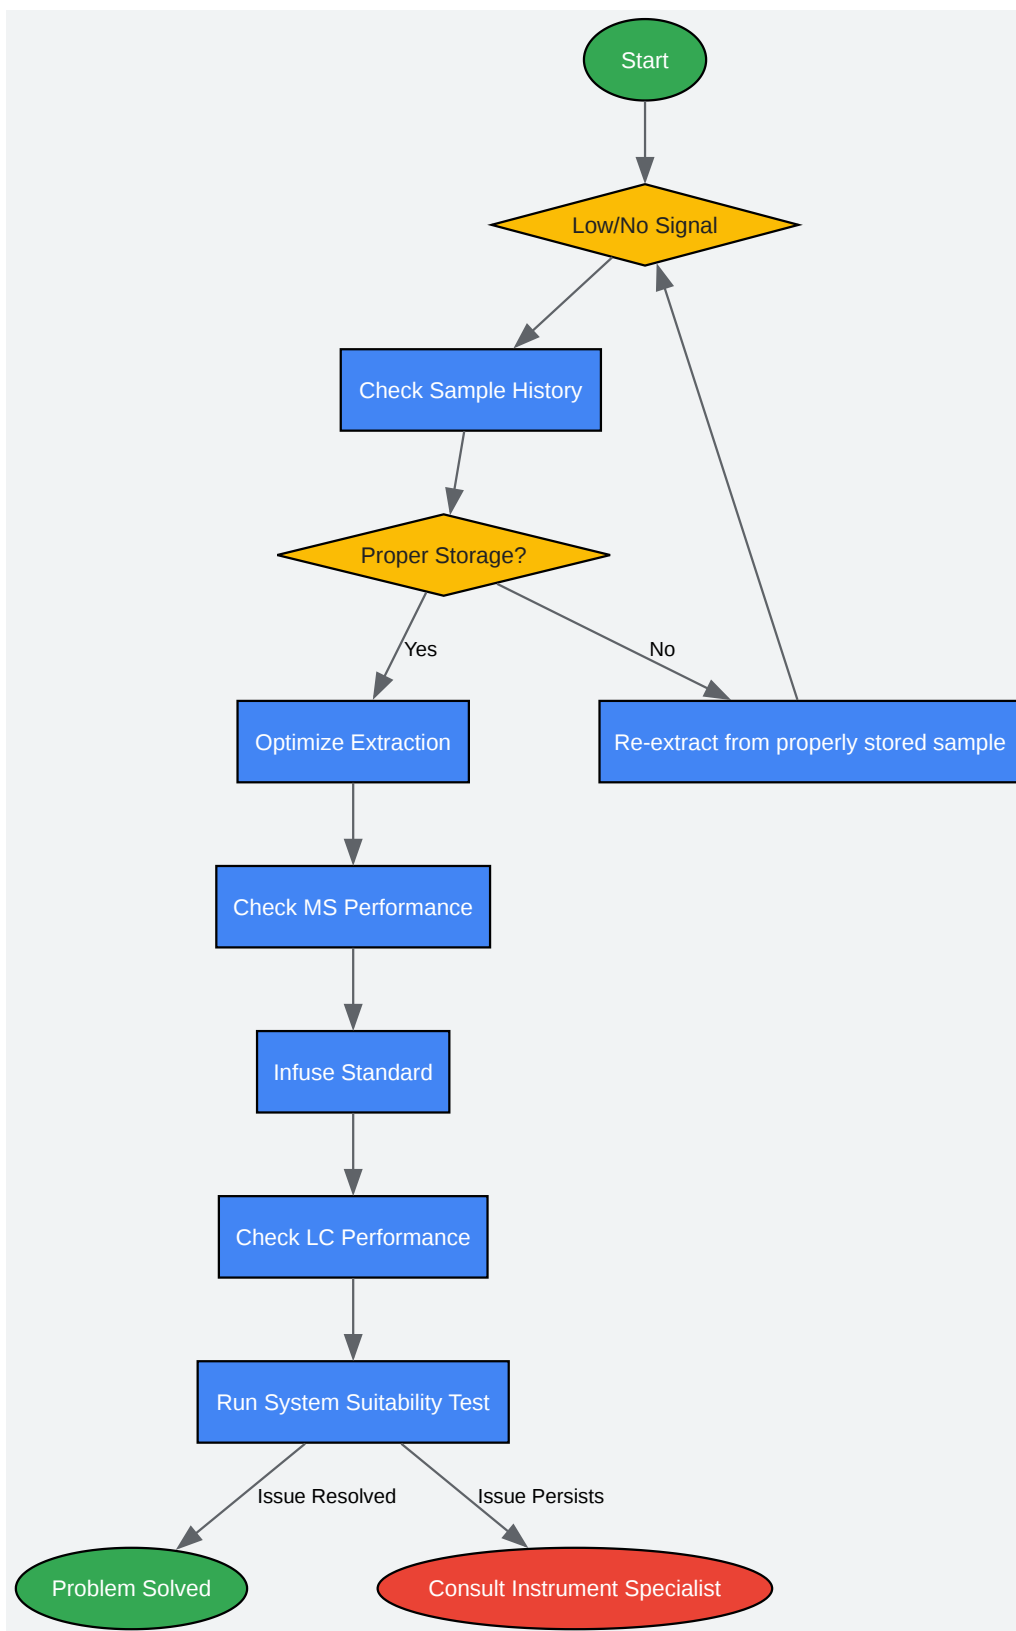 Start
Low/No Signal
Check Sample History
Proper Storage?
Yes
No
Optimize Extraction
Re-extract from properly stored sample
Check MS Performance
Infuse Standard
Check LC Performance
Run System Suitability Test
Issue Resolved
Issue Persists
Problem Solved
Consult Instrument Specialist